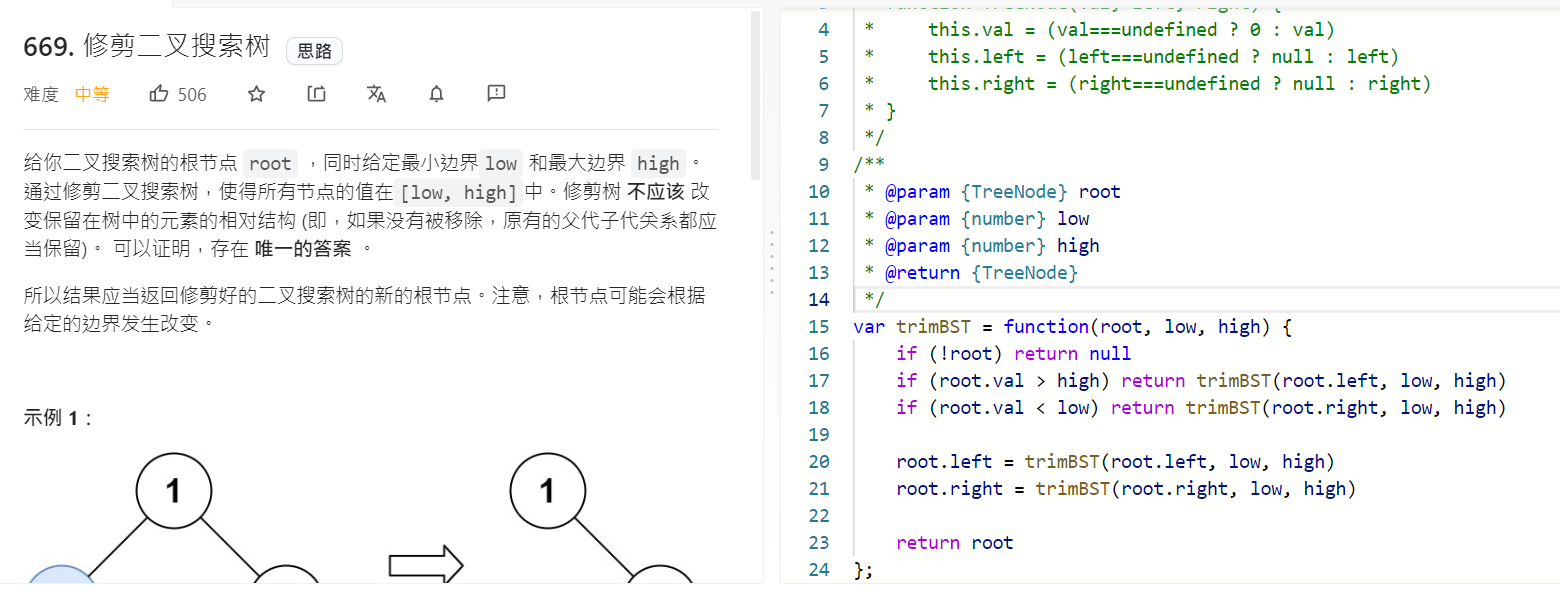 669. 修剪二叉搜索树 思路
难度 中等 506
给你二叉搜索树的根节点 root ，同时给定最小边界 low 和最大边界 high 。
通过修剪二叉搜索树，使得所有节点的值在 [low, high] 中。修剪树 不应该 改
变保留在树中的元素的相对结构 (即，如果没有被移除，原有的父代子代关系都应
当保留)。 可以证明，存在 唯一的答案 。
所以结果应当返回修剪好的二叉搜索树的新的根节点。注意，根节点可能会根据
给定的边界发生改变。
示例 1：
1
1
4 *     this.val = (val===undefined ? 0 : val)
5 *     this.left = (left===undefined ? null : left)
6 *     this.right = (right===undefined ? null : right)
7 * }
8 */
9 /**
10 * @param {TreeNode} root
11 * @param {number} low
12 * @param {number} high
13 * @return {TreeNode}
14 */
15 var trimBST = function(root, low, high) {
16     if (!root) return null
17     if (root.val > high) return trimBST(root.left, low, high)
18     if (root.val < low) return trimBST(root.right, low, high)
19
20     root.left = trimBST(root.left, low, high)
21     root.right = trimBST(root.right, low, high)
22
23     return root
24 };